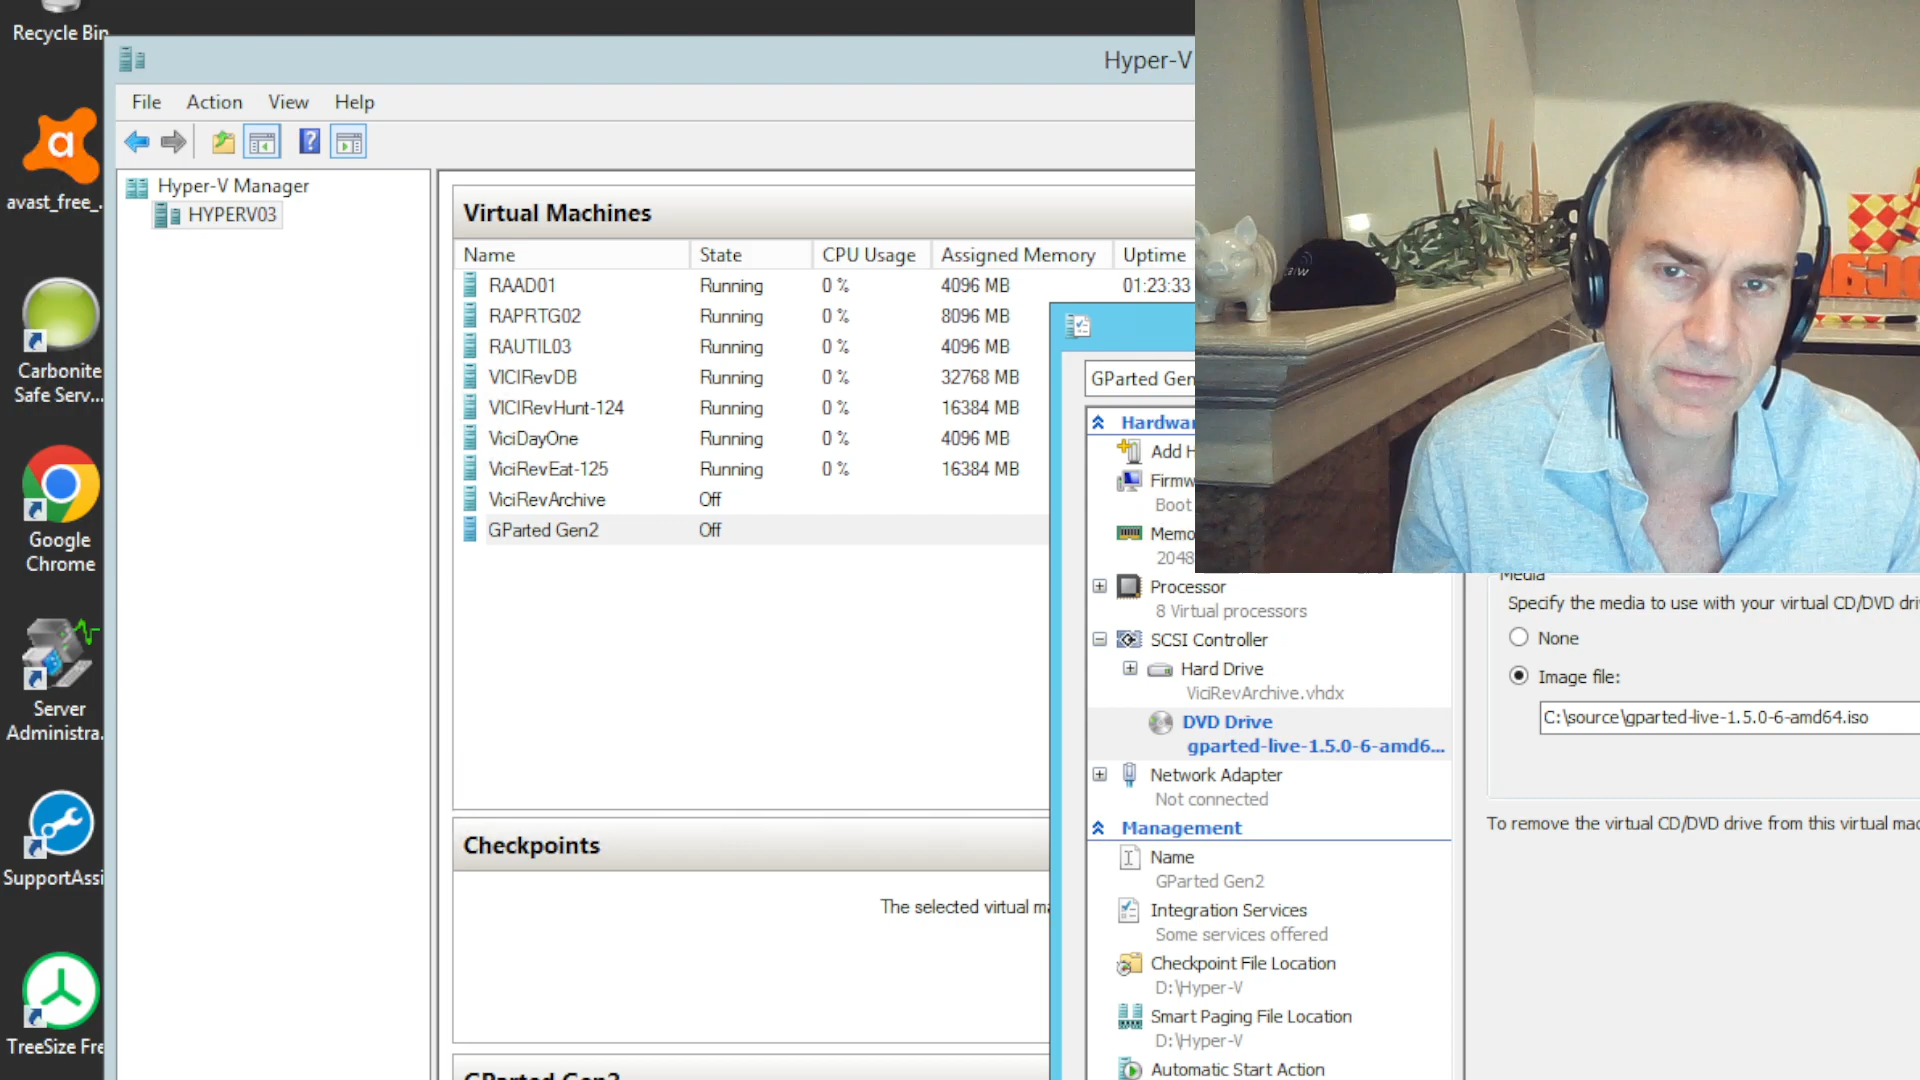 Recycle Bin
avast_free_...
Carbonite
Safe Serv...
Google
Chrome
Server
Administra...
SupportAssi
TreeSize Fre
Hyper-V
File Action View Help
Hyper-V Manager
HYPERV03
Virtual Machines
Name State CPU Usage Assigned Memory Uptime
RAAD01 Running 0 % 4096 MB 01:23:33
RAPRTG02 Running 0 % 8096 MB
RAUTIL03 Running 0 % 4096 MB
VICIRevDB Running 0 % 32768 MB
VICIRevHunt-124 Running 0 % 16384 MB
ViciDayOne Running 0 % 4096 MB
ViciRevEat-125 Running 0 % 16384 MB
ViciRevArchive Off
GParted Gen2 Off
Checkpoints
The selected virtual ma
GParted Gen2
GParted Gen
Hardwar
Add H
Firmw
Boot
Memo
2048
Processor
8 Virtual processors
SCSI Controller
Hard Drive
ViciRevArchive.vhdx
DVD Drive
gparted-live-1.5.0-6-amd6...
Network Adapter
Not connected
Management
Name
GParted Gen2
Integration Services
Some services offered
Checkpoint File Location
D:\Hyper-V
Smart Paging File Location
D:\Hyper-V
Automatic Start Action
Media
Specify the media to use with your virtual CD/DVD dri
None
Image file:
C:\source\gparted-live-1.5.0-6-amd64.iso
To remove the virtual CD/DVD drive from this virtual mac